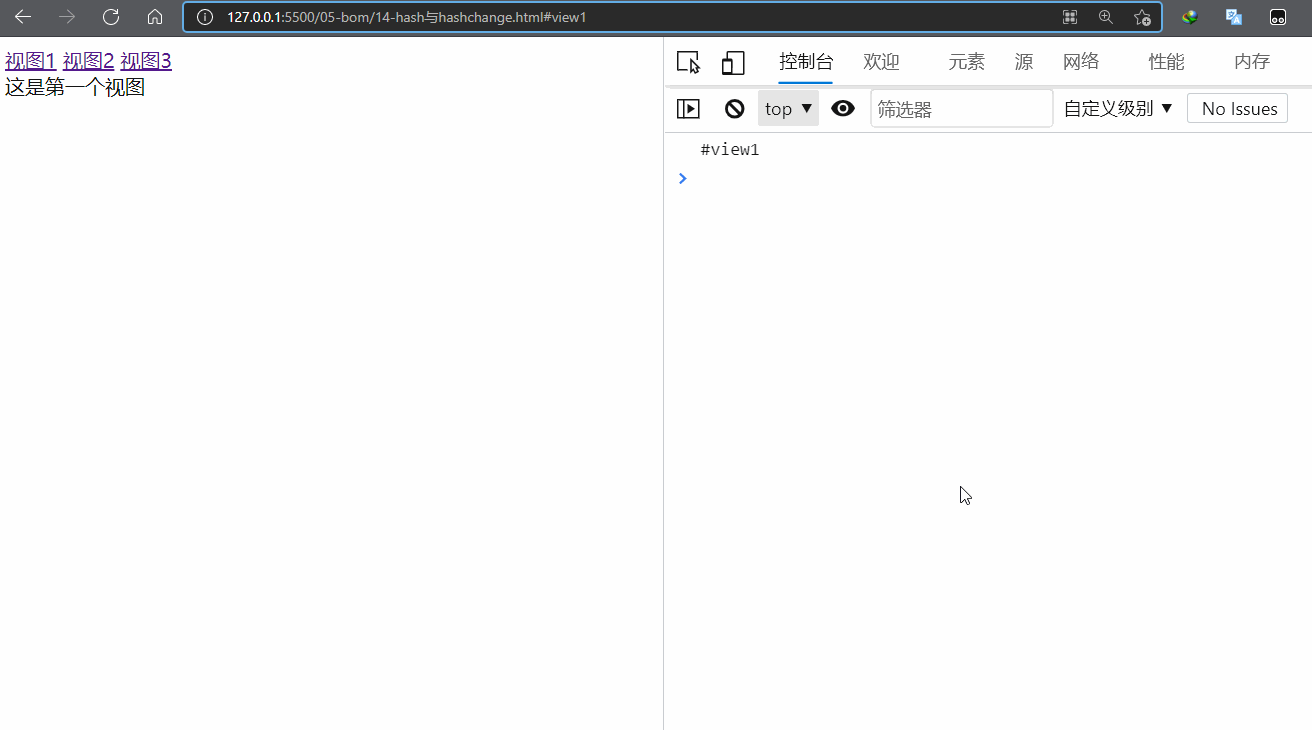 127.0.0.1:5500/05-bom/14-hash与hashchange.html#view1
视图1 视图2 视图3
这是第一个视图
控制台 欢迎 元素 源 网络 性能 内存
top ▼ 筛选器 自定义级别 ▼ No Issues
#view1